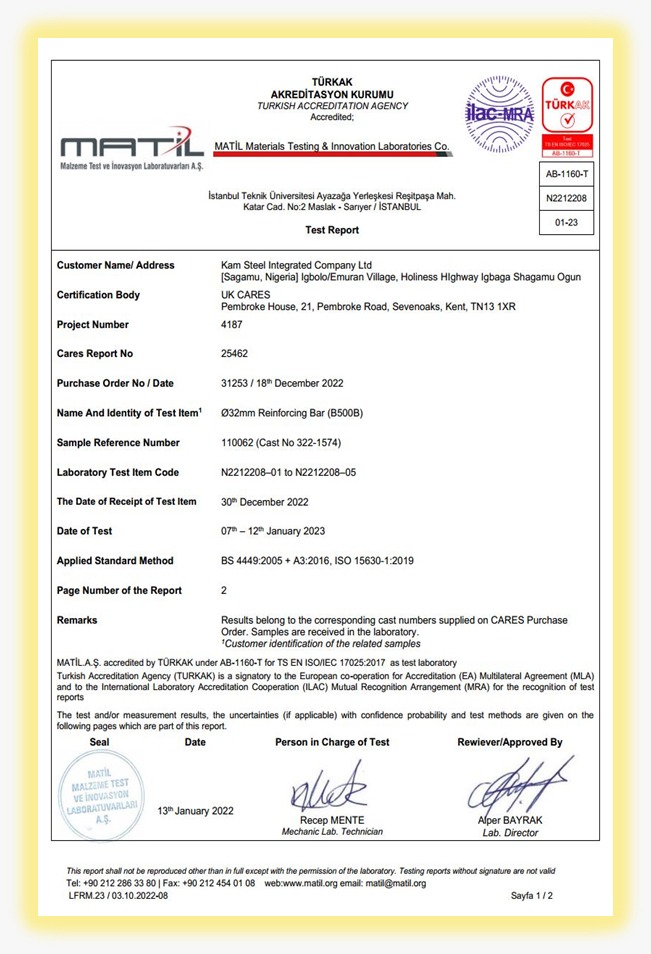 TÜRKAK
AKREDİTASYON KURUMU
TURKISH ACCREDITATION AGENCY
Accredited;
MATİL
Malzeme Test ve İnovasyon Laboratuvarları A.Ş.
MATİL Materials Testing & Innovation Laboratories Co.
ilac-MRA
TÜRKAK
Test
TS EN ISO/IEC 17025
AB-1160-T
AB-1160-T
N2212208
01-23
İstanbul Teknik Üniversitesi Ayazağa Yerleşkesi Reşitpaşa Mah.
Katar Cad. No:2 Maslak - Sarıyer / İSTANBUL
Test Report
Customer Name/ Address Kam Steel Integrated Company Ltd
[Sagamu, Nigeria] Igbolo/Emuran Village, Holiness HIghway Igbaga Shagamu Ogun
Certification Body UK CARES
Pembroke House, 21, Pembroke Road, Sevenoaks, Kent, TN13 1XR
Project Number 4187
Cares Report No 25462
Purchase Order No / Date 31253 / 18th December 2022
Name And Identity of Test Item1 Ø32mm Reinforcing Bar (B500B)
Sample Reference Number 110062 (Cast No 322-1574)
Laboratory Test Item Code N2212208–01 to N2212208–05
The Date of Receipt of Test Item 30th December 2022
Date of Test 07th – 12th January 2023
Applied Standard Method BS 4449:2005 + A3:2016, ISO 15630-1:2019
Page Number of the Report 2
Remarks Results belong to the corresponding cast numbers supplied on CARES Purchase
Order. Samples are received in the laboratory.
1Customer identification of the related samples
MATİL.A.Ş. accredited by TÜRKAK under AB-1160-T for TS EN ISO/IEC 17025:2017 as test laboratory
Turkish Accreditation Agency (TURKAK) is a signatory to the European co-operation for Accreditation (EA) Multilateral Agreement (MLA)
and to the International Laboratory Accreditation Cooperation (ILAC) Mutual Recognition Arrangement (MRA) for the recognition of test
reports
The test and/or measurement results, the uncertainties (if applicable) with confidence probability and test methods are given on the
following pages which are part of this report.
Seal Date Person in Charge of Test Rewiever/Approved By
MATİL
MALZEME TEST
VE İNOVASYON
LABORATUVARLARI
A.Ş.
13th January 2022
Recep MENTE
Mechanic Lab. Technician
Alper BAYRAK
Lab. Director
This report shall not be reproduced other than in full except with the permission of the laboratory. Testing reports without signature are not valid
Tel: +90 212 286 33 80 | Fax: +90 212 454 01 08 web:www.matil.org email: matil@matil.org
LFRM.23 / 03.10.2022-08 Sayfa 1 / 2